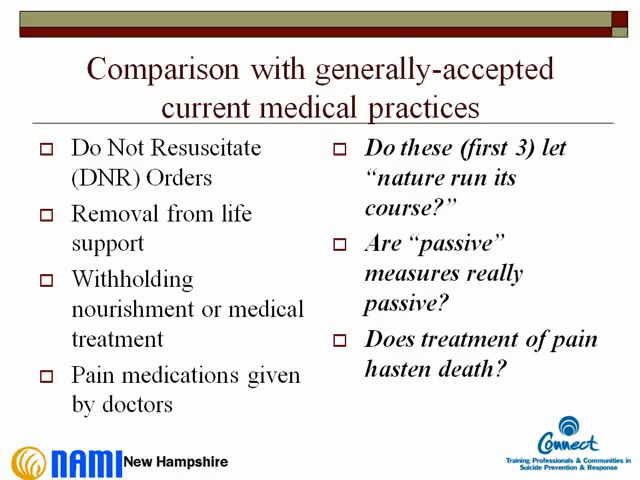 Comparison with generally-accepted
current medical practices
Do Not Resuscitate
(DNR) Orders
Removal from life
support
Withholding
nourishment or medical
treatment
Pain medications given
by doctors
Do these (first 3) let
“nature run its
course?”
Are “passive”
measures really
passive?
Does treatment of pain
hasten death?
NAMI New Hampshire
Connect
Training Professionals & Communities in
Suicide Prevention & Response